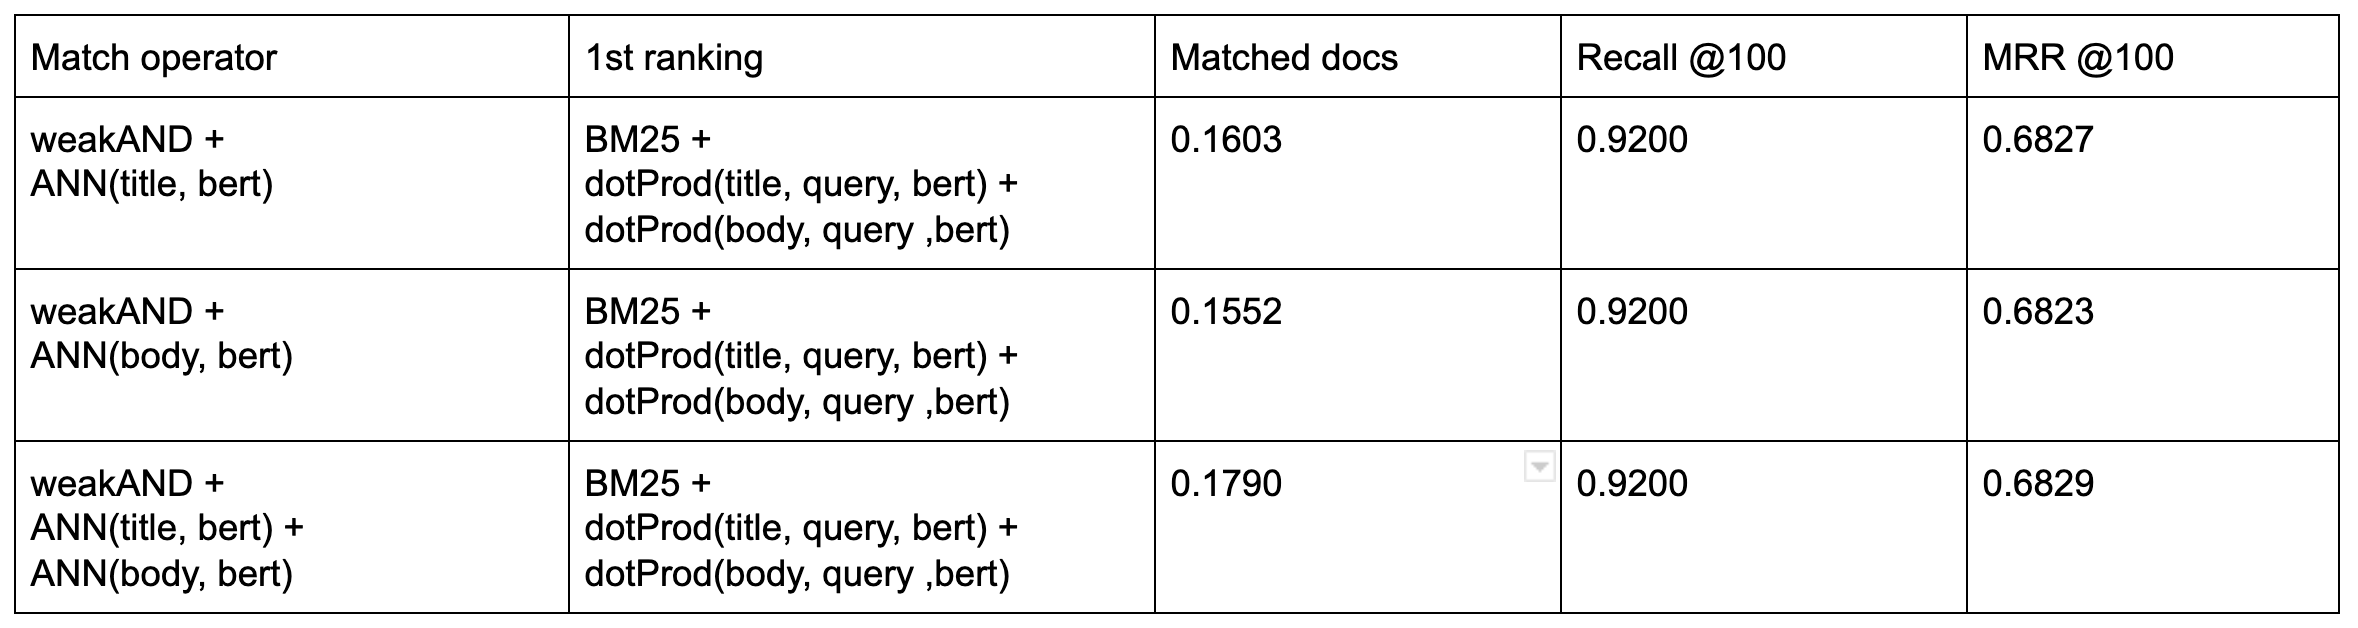 Match operator
1st ranking
Matched docs
Recall @100
MRR @100
weakAND +
ANN(title, bert)
BM25 +
dotProd(title, query, bert) +
dotProd(body, query ,bert)
0.1603
0.9200
0.6827
weakAND +
ANN(body, bert)
BM25 +
dotProd(title, query, bert) +
dotProd(body, query ,bert)
0.1552
0.9200
0.6823
weakAND +
ANN(title, bert) +
ANN(body, bert)
BM25 +
dotProd(title, query, bert) +
dotProd(body, query ,bert)
0.1790
0.9200
0.6829